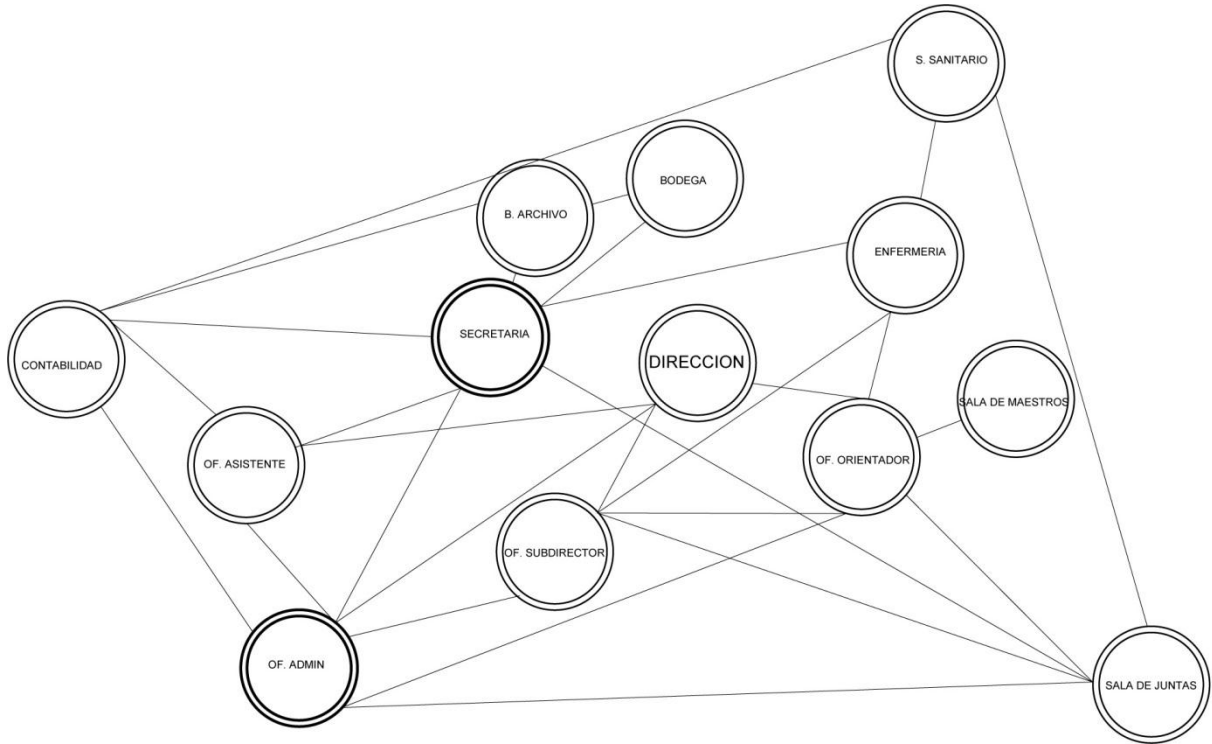 S. SANITARIO
BODEGA
B. ARCHIVO
ENFERMERIA
SECRETARIA
DIRECCION
CONTABILIDAD
SALA DE MAESTROS
OF. ASISTENTE
OF. ORIENTADOR
OF. SUBDIRECTOR
OF. ADMIN
SALA DE JUNTAS